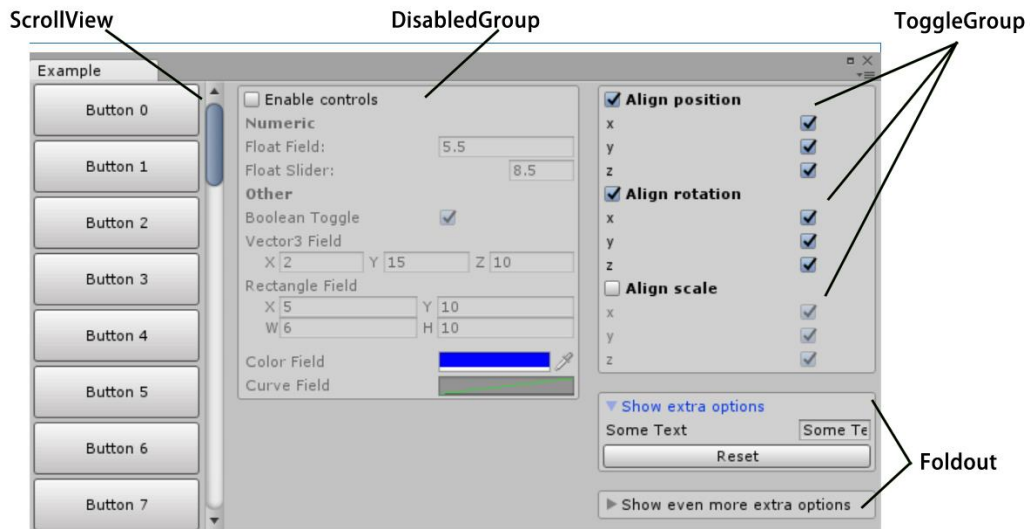 ScrollView
DisabledGroup
ToggleGroup
Example
Button 0
Button 1
Button 2
Button 3
Button 4
Button 5
Button 6
Button 7
Enable controls
Numeric
Float Field: 5.5
Float Slider: 8.5
Other
Boolean Toggle
Vector3 Field
X 2 Y 15 Z 10
Rectangle Field
X 5 Y 10
W 6 H 10
Color Field
Curve Field
Align position
x
y
z
Align rotation
x
y
z
Align scale
x
y
z
Show extra options
Some Text Some Te
Reset
Show even more extra options
Foldout